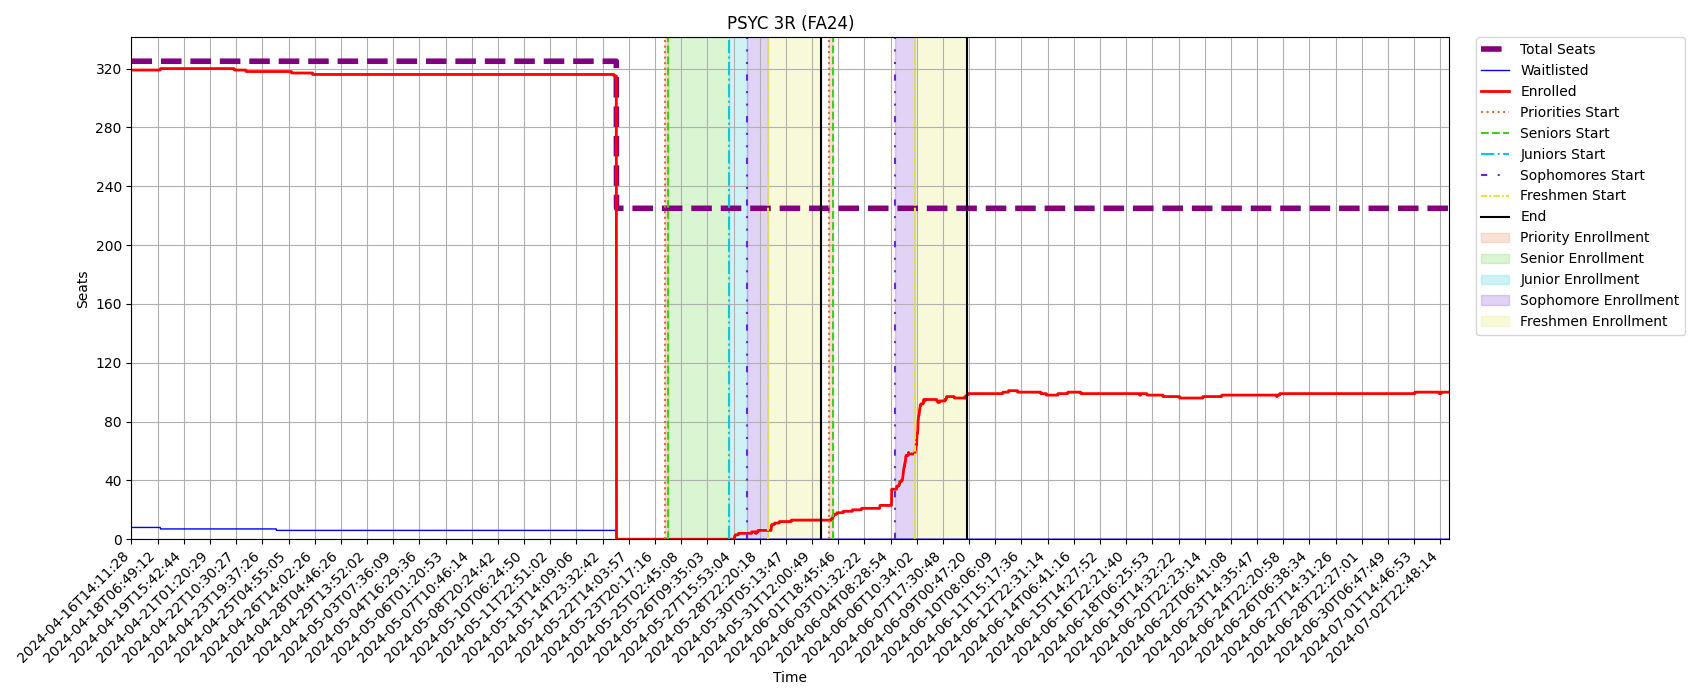 PSYC 3R (FA24)
Total Seats
Waitlisted
Enrolled
Priorities Start
Seniors Start
Juniors Start
Sophomores Start
Freshmen Start
End
Priority Enrollment
Senior Enrollment
Junior Enrollment
Sophomore Enrollment
Freshmen Enrollment
Seats
320
280
240
200
160
120
80
40
0
2024-04-16T14:11:28
2024-04-18T06:49:12
2024-04-19T15:42:44
2024-04-21T01:20:29
2024-04-22T10:30:27
2024-04-23T19:37:26
2024-04-25T04:55:05
2024-04-26T14:02:26
2024-04-28T04:46:26
2024-04-29T13:52:02
2024-05-03T07:36:09
2024-05-04T16:29:36
2024-05-06T01:20:53
2024-05-07T10:46:14
2024-05-08T20:24:42
2024-05-10T06:24:50
2024-05-11T22:51:02
2024-05-13T14:09:06
2024-05-14T23:32:42
2024-05-22T14:03:57
2024-05-23T20:17:16
2024-05-25T02:45:08
2024-05-26T09:35:03
2024-05-27T15:53:04
2024-05-28T22:20:18
2024-05-30T05:13:47
2024-05-31T12:00:49
2024-06-01T18:45:46
2024-06-03T01:32:22
2024-06-04T08:28:54
2024-06-06T10:34:02
2024-06-07T17:30:48
2024-06-09T00:47:20
2024-06-10T08:06:09
2024-06-11T15:17:36
2024-06-12T22:31:14
2024-06-14T06:41:16
2024-06-15T14:27:52
2024-06-16T22:21:40
2024-06-18T06:25:53
2024-06-19T14:32:22
2024-06-20T22:23:14
2024-06-22T06:41:08
2024-06-23T14:35:47
2024-06-24T22:20:58
2024-06-26T06:38:34
2024-06-27T14:31:26
2024-06-28T22:27:01
2024-06-30T06:47:49
2024-07-01T14:46:53
2024-07-02T22:48:14
Time